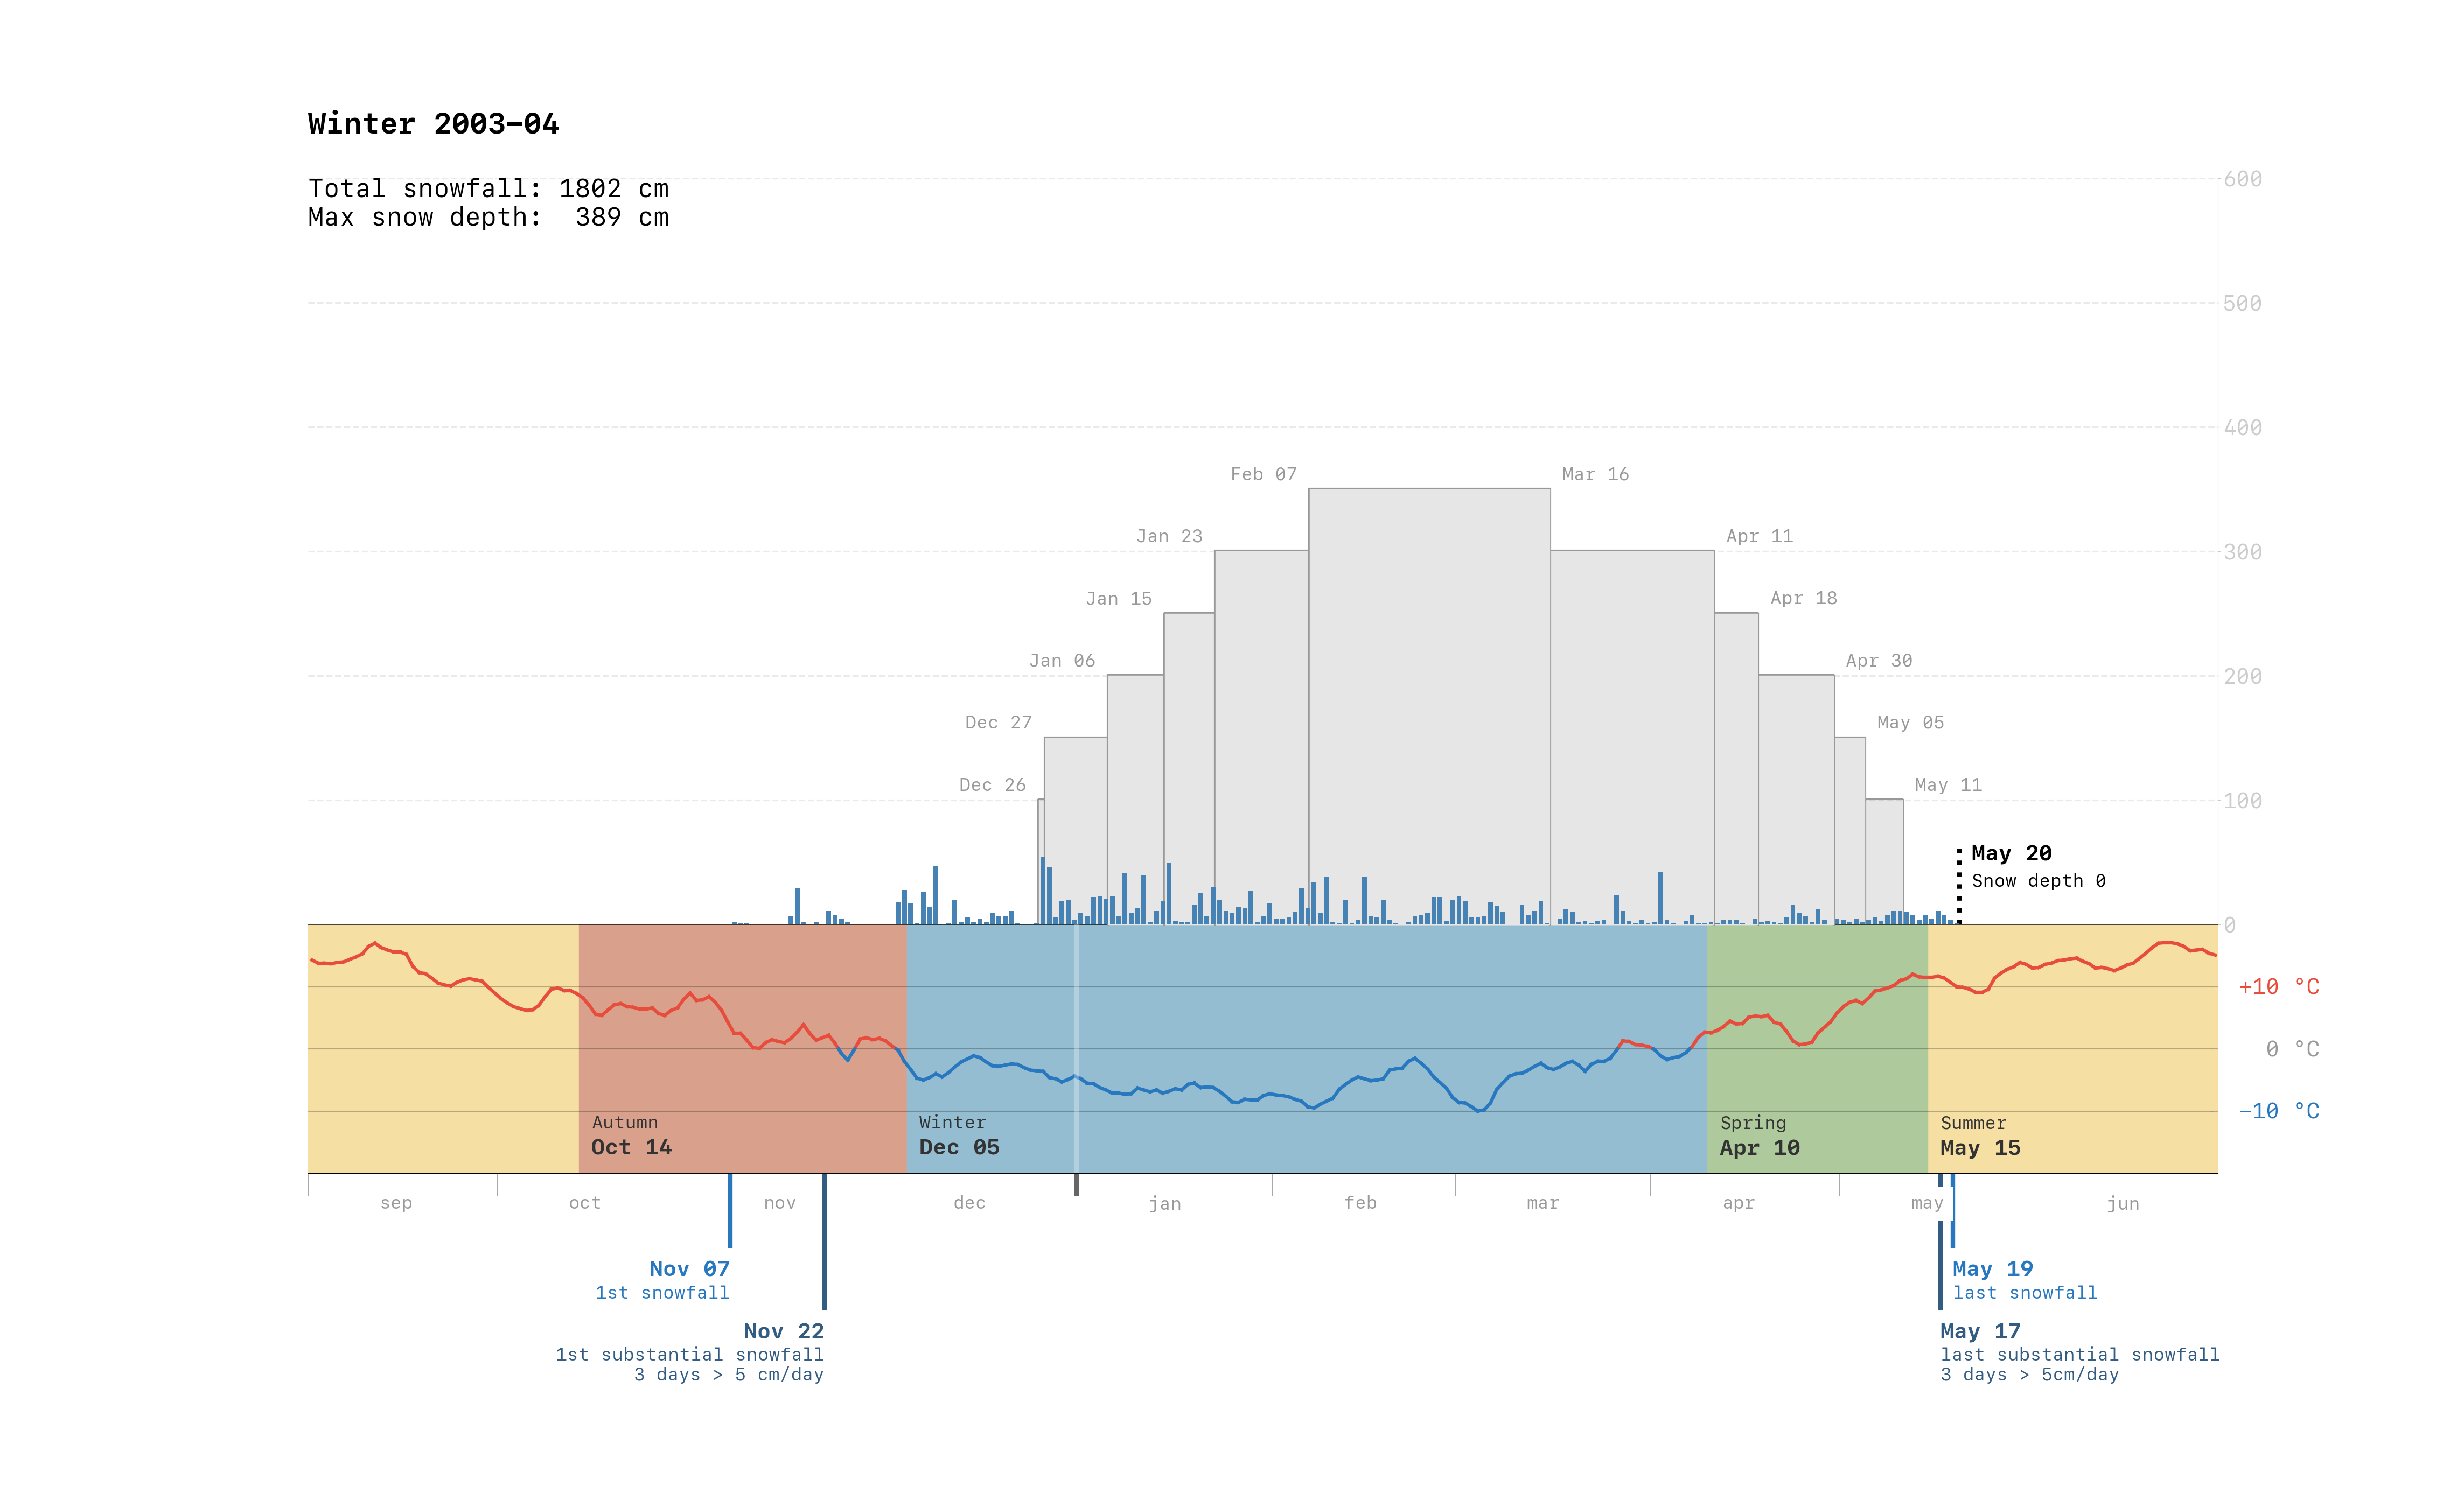 Winter 2003–04
Total snowfall: 1802 cm
Max snow depth: 389 cm
600
500
400
300
200
100
0
Feb 07
Mar 16
Jan 23
Apr 11
Jan 15
Apr 18
Jan 06
Apr 30
Dec 27
May 05
Dec 26
May 11
May 20
Snow depth 0
+10 °C
0 °C
−10 °C
Autumn
Oct 14
Winter
Dec 05
Spring
Apr 10
Summer
May 15
sep
oct
nov
dec
jan
feb
mar
apr
may
jun
Nov 07
1st snowfall
Nov 22
1st substantial snowfall
3 days > 5 cm/day
May 19
last snowfall
May 17
last substantial snowfall
3 days > 5cm/day